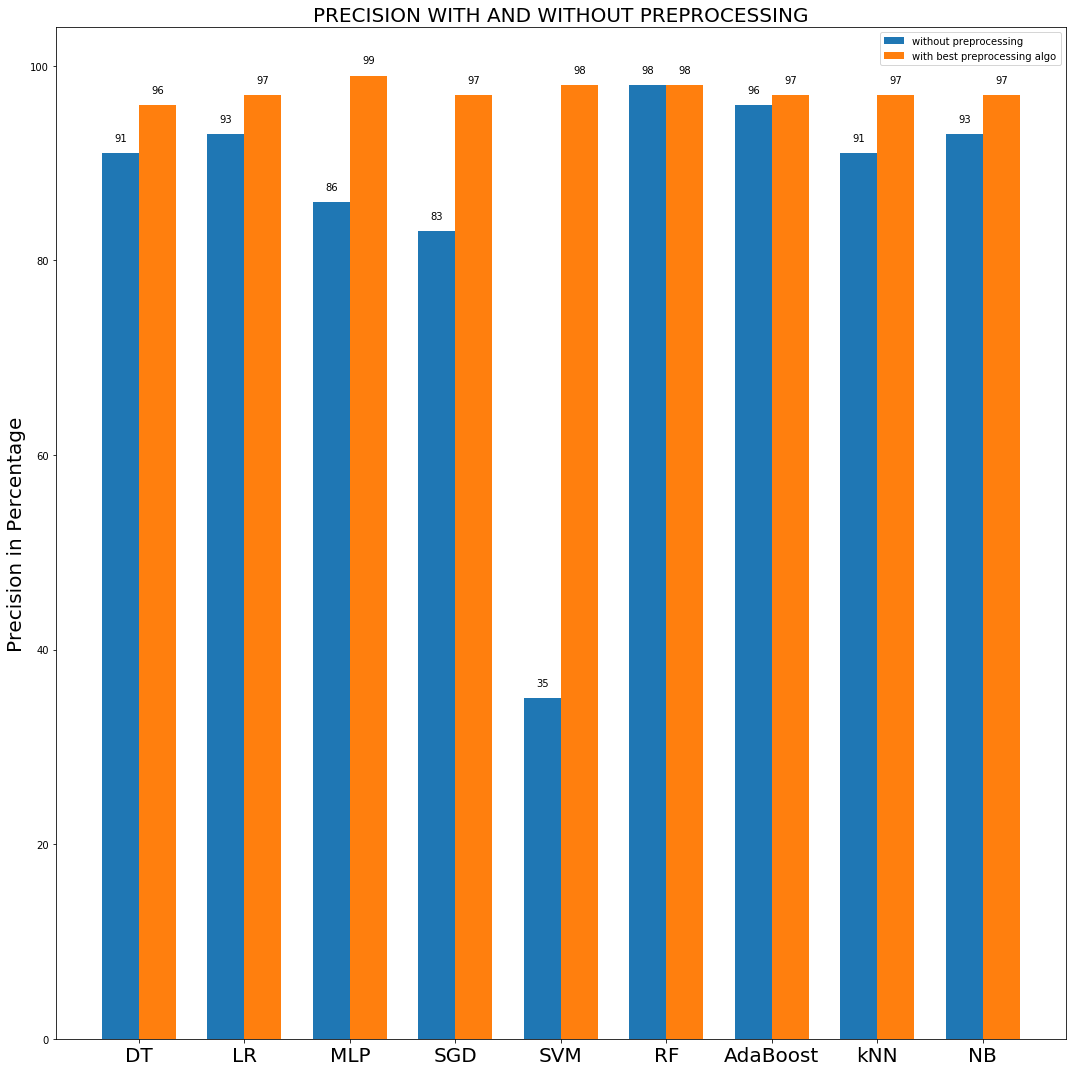 PRECISION WITH AND WITHOUT PREPROCESSING
without preprocessing
with best preprocessing algo
Precision in Percentage
100
80
60
40
20
0
91
96
93
97
86
99
83
97
35
98
98
98
96
97
91
97
93
97
DT
LR
MLP
SGD
SVM
RF
AdaBoost
kNN
NB